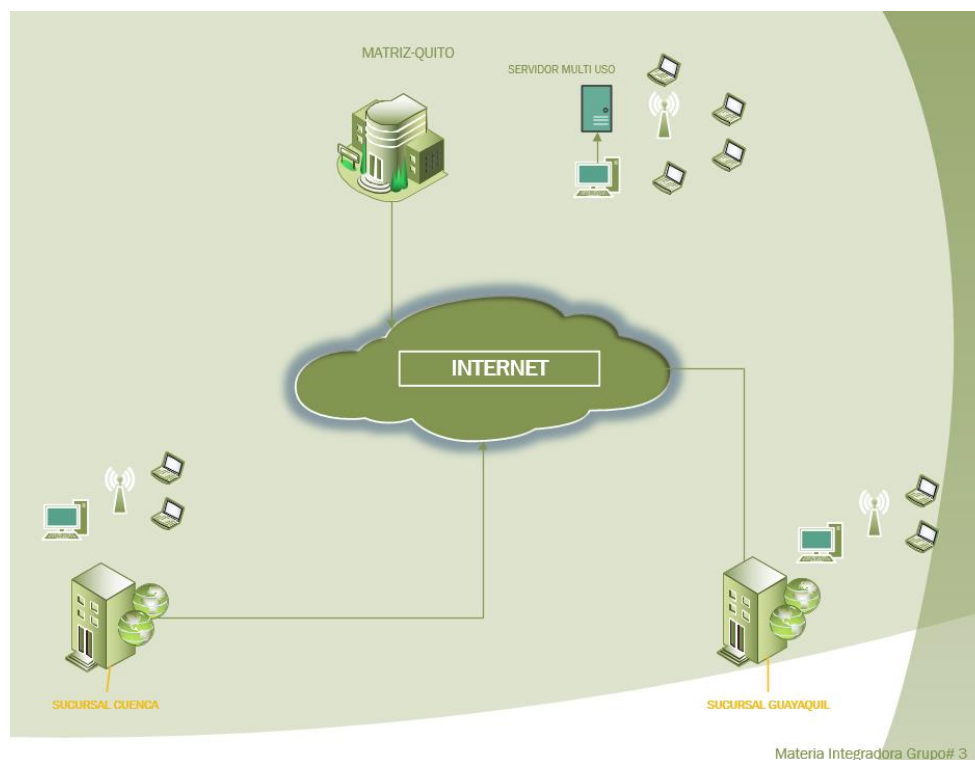 MATRIZ-QUITO
SERVIDOR MULTI USO
INTERNET
SUCURSAL CUENCA
SUCURSAL GUAYAQUIL
Materia Integradora Grupo# 3